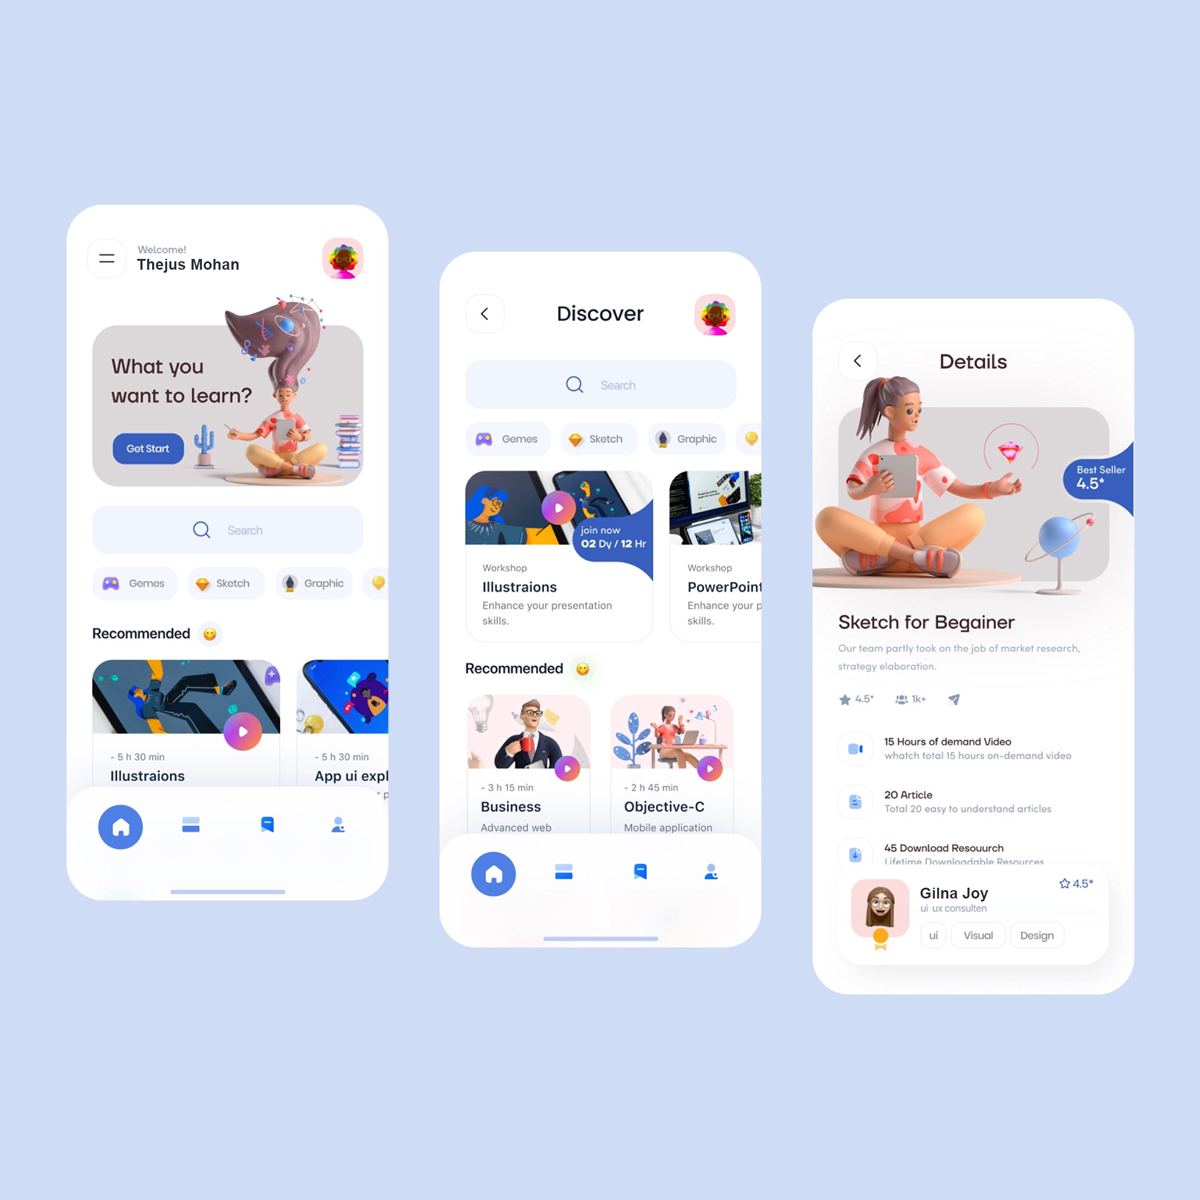 Welcome!
Thejus Mohan
What you
want to learn?
Get Start
Search
Gemes
Sketch
Graphic
Recommended
- 5 h 30 min
Illustraions
- 5 h 30 min
App ui expl
Discover
Search
Gemes
Sketch
Graphic
join now
02 Dy / 12 Hr
Workshop
Illustraions
Enhance your presentation
skills.
Workshop
PowerPoint
Enhance your p
skills.
Recommended
- 3 h 15 min
Business
Advanced web
- 2 h 45 min
Objective-C
Mobile application
Details
Best Seller
4.5*
Sketch for Begainer
Our team partly took on the job of market research,
strategy elaboration.
4.5*
1k+
15 Hours of demand Video
whatch total 15 hours on-demand video
20 Article
Total 20 easy to understand articles
45 Download Resouurch
Lifetime Downloadable Resources
Gilna Joy
4.5*
ui ux consulten
ui
Visual
Design